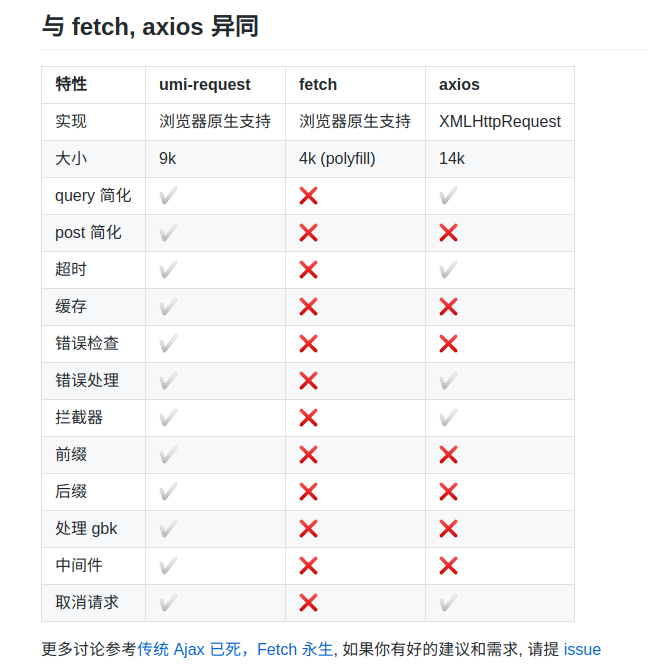 与 fetch, axios 异同
特性 umi-request fetch axios
实现 浏览器原生支持 浏览器原生支持 XMLHttpRequest
大小 9k 4k (polyfill) 14k
query 简化 ✔ ❌ ✔
post 简化 ✔ ❌ ❌
超时 ✔ ❌ ✔
缓存 ✔ ❌ ❌
错误检查 ✔ ❌ ❌
错误处理 ✔ ❌ ✔
拦截器 ✔ ❌ ✔
前缀 ✔ ❌ ❌
后缀 ✔ ❌ ❌
处理 gbk ✔ ❌ ❌
中间件 ✔ ❌ ❌
取消请求 ✔ ❌ ✔
更多讨论参考传统 Ajax 已死，Fetch 永生, 如果你有好的建议和需求, 请提 issue